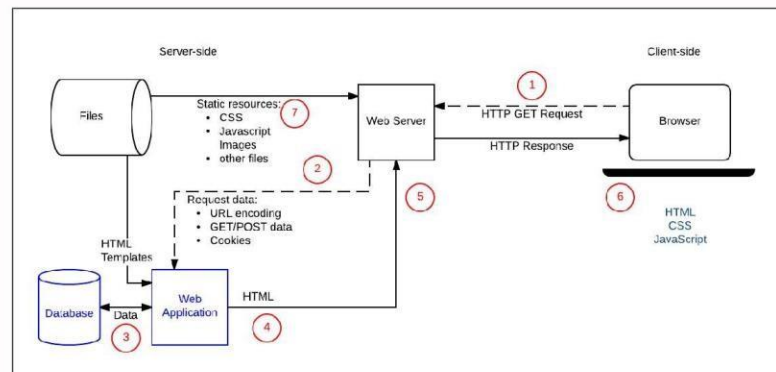 Server-side
Client-side
Files
Static resources:
• CSS
• Javascript
Images
• other files
7
Web Server
1
HTTP GET Request
HTTP Response
Browser
2
5
6
HTML
CSS
JavaScript
Request data:
• URL encoding
• GET/POST data
• Cookies
HTML
Templates
Database
Data
3
Web
Application
HTML
4